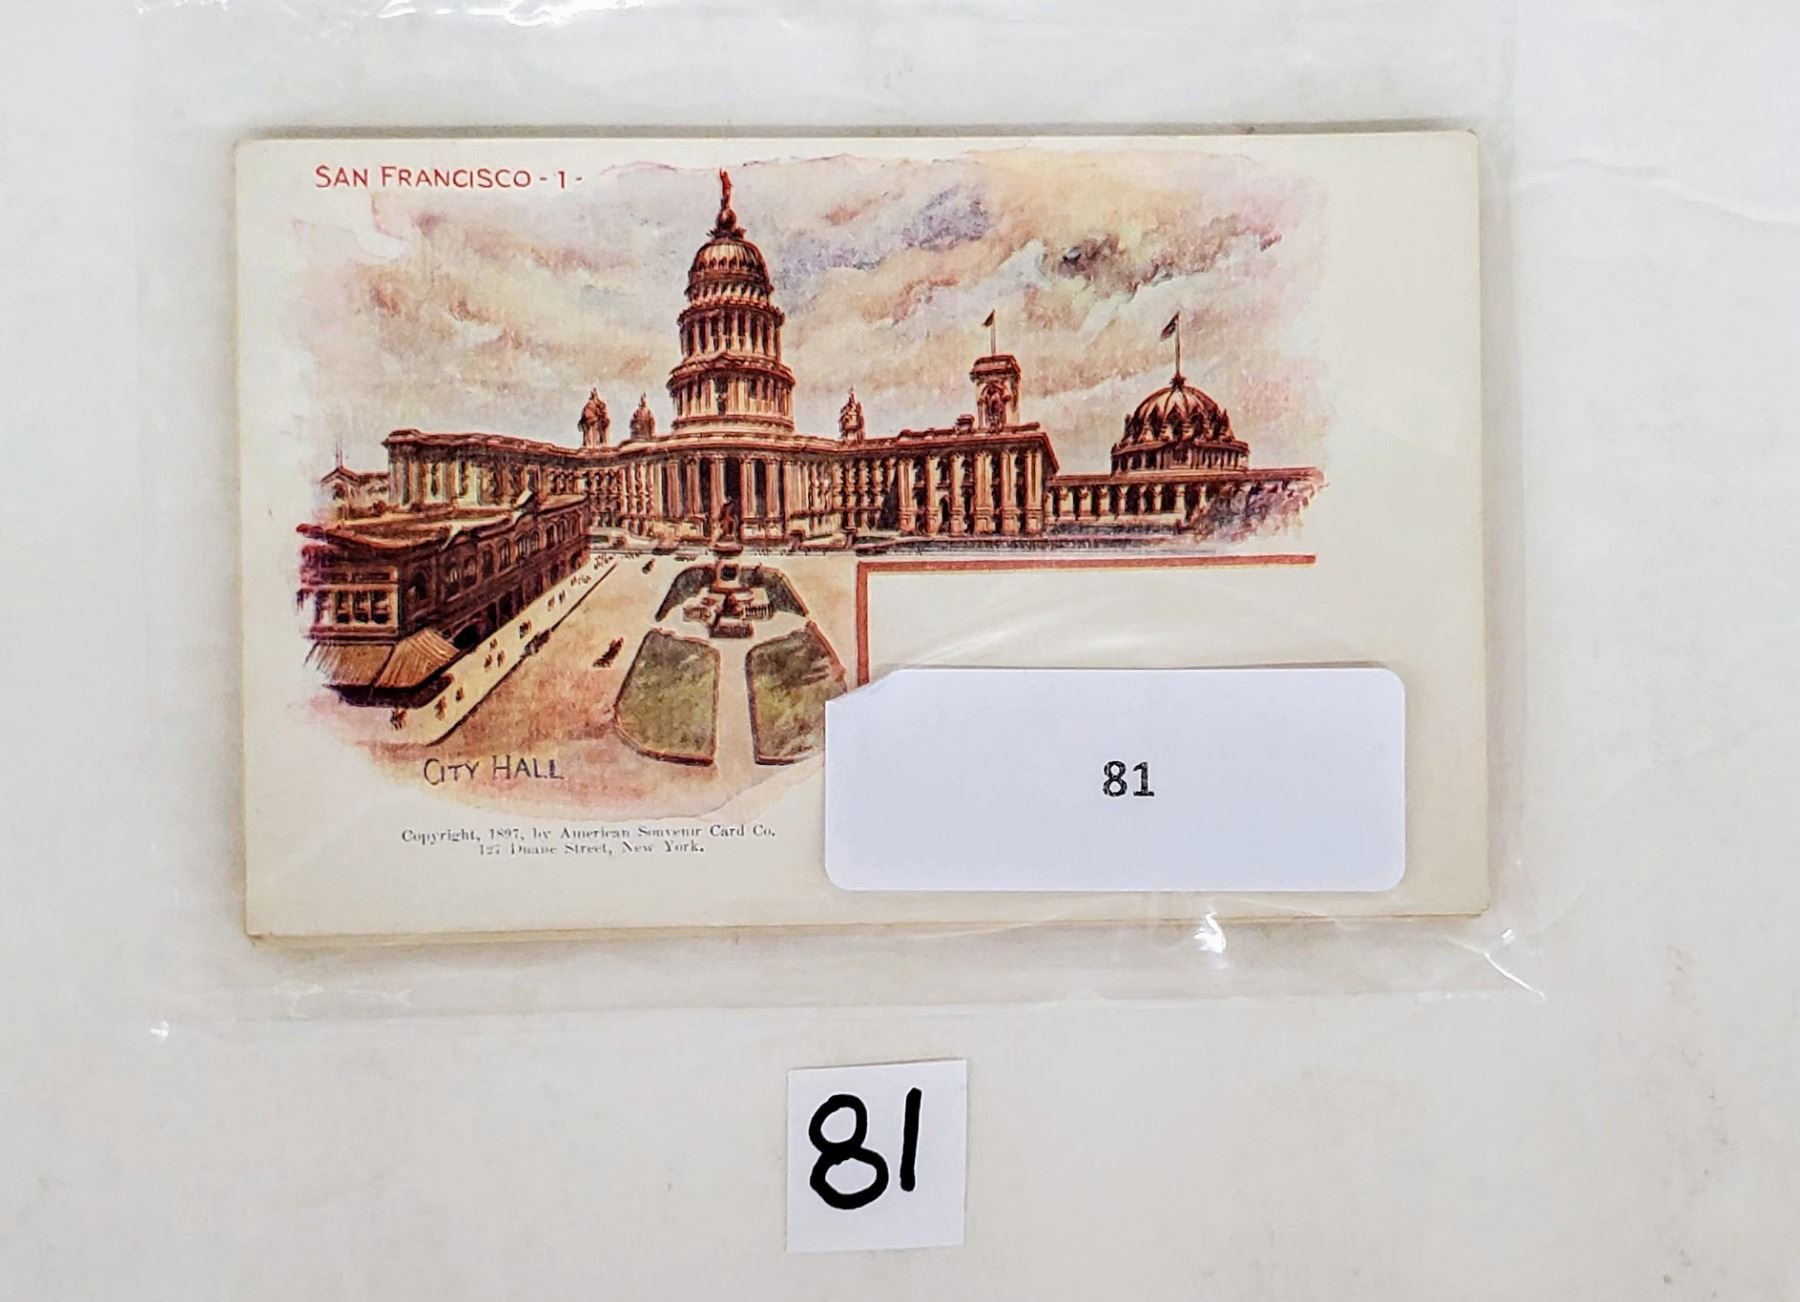 SAN FRANCISCO - 1 -
CITY HALL
Copyright, 1897, by American Souvenir Card Co.
127 Duane Street, New York.
81
81